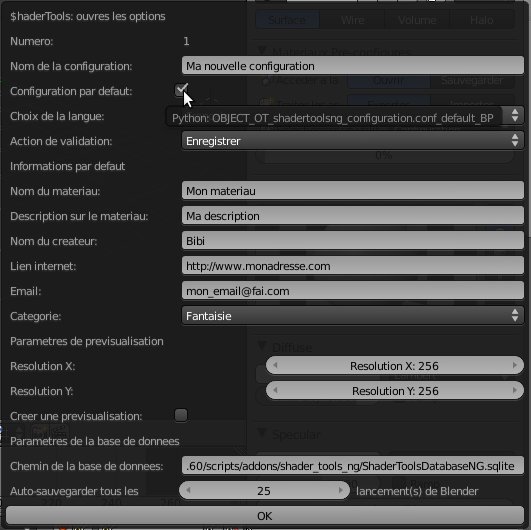 $haderTools: ouvres les options
Surface Wire Volume Halo
Numero: 1
Materiaux Pre-configures
Nom de la configuration: Ma nouvelle configuration
Acceder a la Ouvrir Sauvegarder
Configuration par defaut:
Choix de la langue:
Python: OBJECT_OT_shadertoolsng_configuration.conf_default_BP
Action de validation: Enregistrer
0%
Informations par defaut
Nom du materiau: Mon materiau
Description sur le materiau: Ma description
Nom du createur: Bibi
Lien internet: http://www.monadresse.com
Email: mon_email@fai.com
Categorie: Fantaisie
Parametres de previsualisation
Diffuse
Resolution X: Resolution X: 256
Resolution Y: Resolution Y: 256
Creer une previsualisation:
Specular
Parametres de la base de donnees
Chemin de la base de donnees: .60/scripts/addons/shader_tools_ng/ShaderToolsDatabaseNG.sqlite
Auto-sauvegarder tous les 25 lancement(s) de Blender
OK